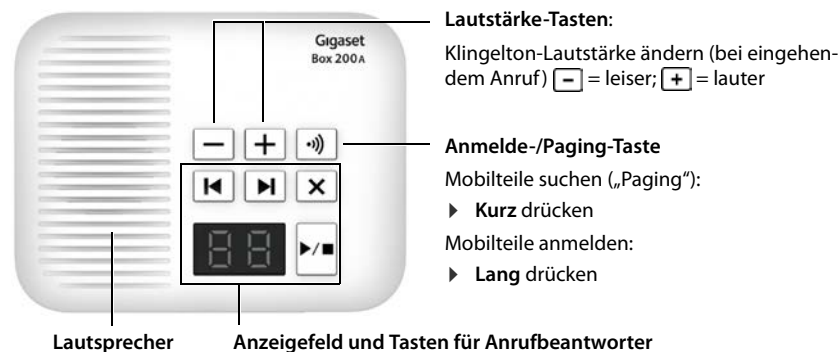 Gigaset
Box 200A
Lautstärke-Tasten:
Klingelton-Lautstärke ändern (bei eingehen-
dem Anruf) − = leiser; + = lauter
Anmelde-/Paging-Taste
Mobilteile suchen („Paging“):
Kurz drücken
Mobilteile anmelden:
Lang drücken
Lautsprecher
Anzeigefeld und Tasten für Anrufbeantworter